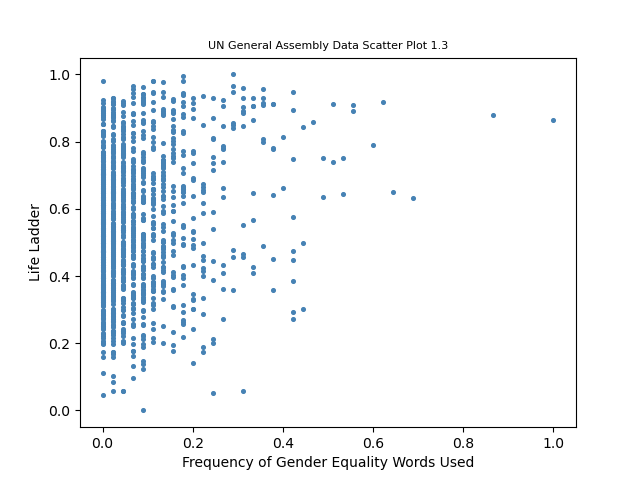 UN General Assembly Data Scatter Plot 1.3
1.0
0.8
0.6
0.4
0.2
0.0
Life Ladder
0.0 0.2 0.4 0.6 0.8 1.0
Frequency of Gender Equality Words Used